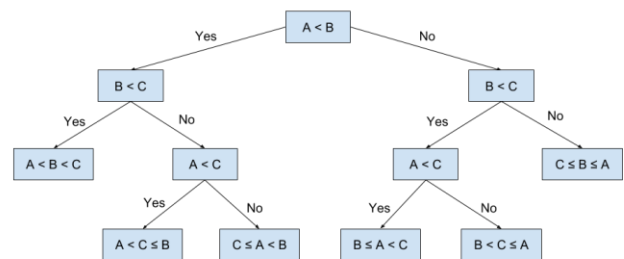 A < B
Yes
No
B < C
B < C
Yes
No
Yes
No
A < B < C
A < C
A < C
C ≤ B ≤ A
Yes
No
Yes
No
A < C ≤ B
C ≤ A < B
B ≤ A < C
B < C ≤ A